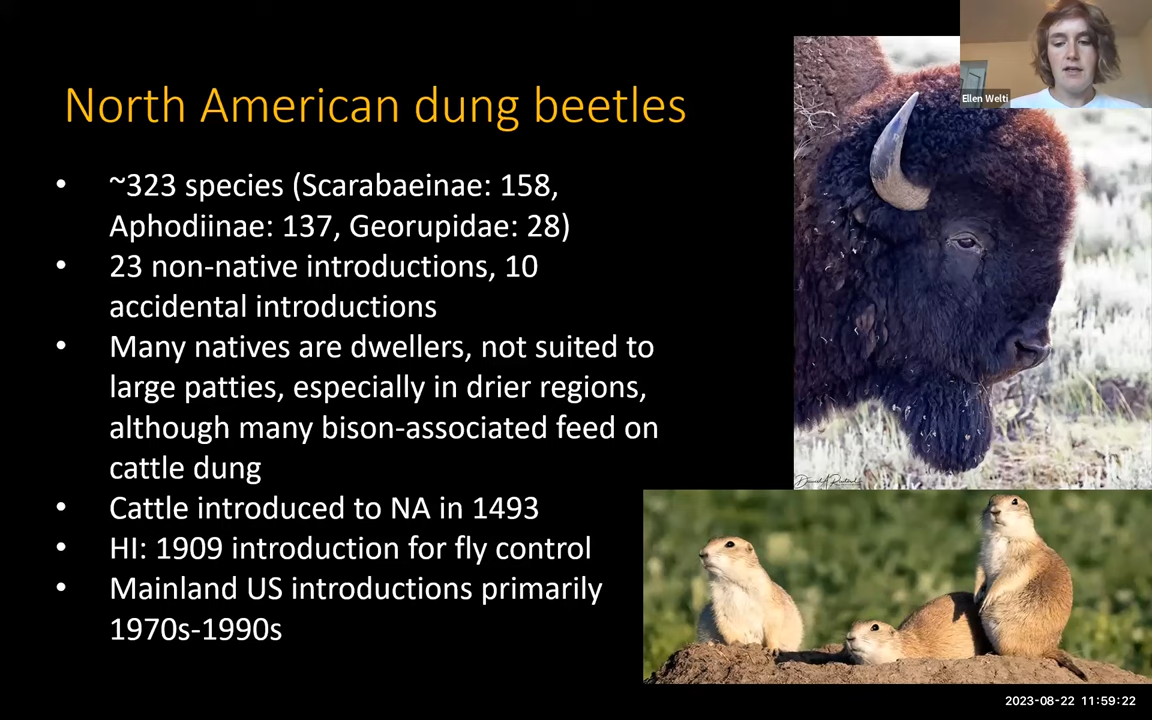 Ellen Welti
North American dung beetles
• ~323 species (Scarabaeinae: 158,
Aphodiinae: 137, Georupidae: 28)
• 23 non-native introductions, 10
accidental introductions
• Many natives are dwellers, not suited to
large patties, especially in drier regions,
although many bison-associated feed on
cattle dung
• Cattle introduced to NA in 1493
• HI: 1909 introduction for fly control
• Mainland US introductions primarily
1970s-1990s
2023-08-22 11:59:22